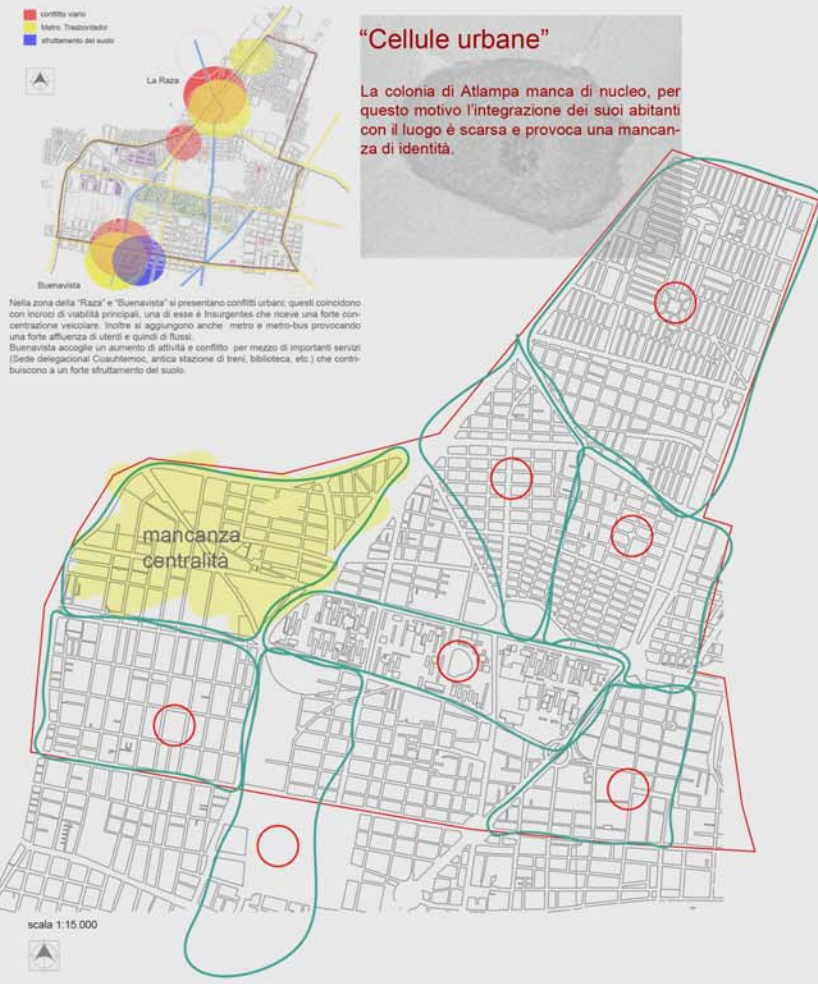 conflitto viario
Metro. Trasbordador
sfruttamento del suolo
La Raza
Buenavista
"Cellule urbane"
La colonia di Atlampa manca di nucleo, per
questo motivo l'integrazione dei suoi abitanti
con il luogo è scarsa e provoca una mancan-
za di identità.
Nella zona della "Raza" e "Buenavista" si presentano conflitti urbani; questi coincidono
con incroci di viabilità principali, una di esse è Insurgentes che riceve una forte con-
centrazione veicolare. Inoltre si aggiungono anche metro e metro-bus provocando
una forte affluenza di utenti e quindi di flussi.
Buenavista accoglie un aumento di attività e conflitto per mezzo di importanti servizi
(Sede delegacional Cuauhtemoc, antica stazione di treni, biblioteca, etc.) che contri-
buiscono a un forte sfruttamento del suolo.
mancanza
centralità
scala 1:15.000